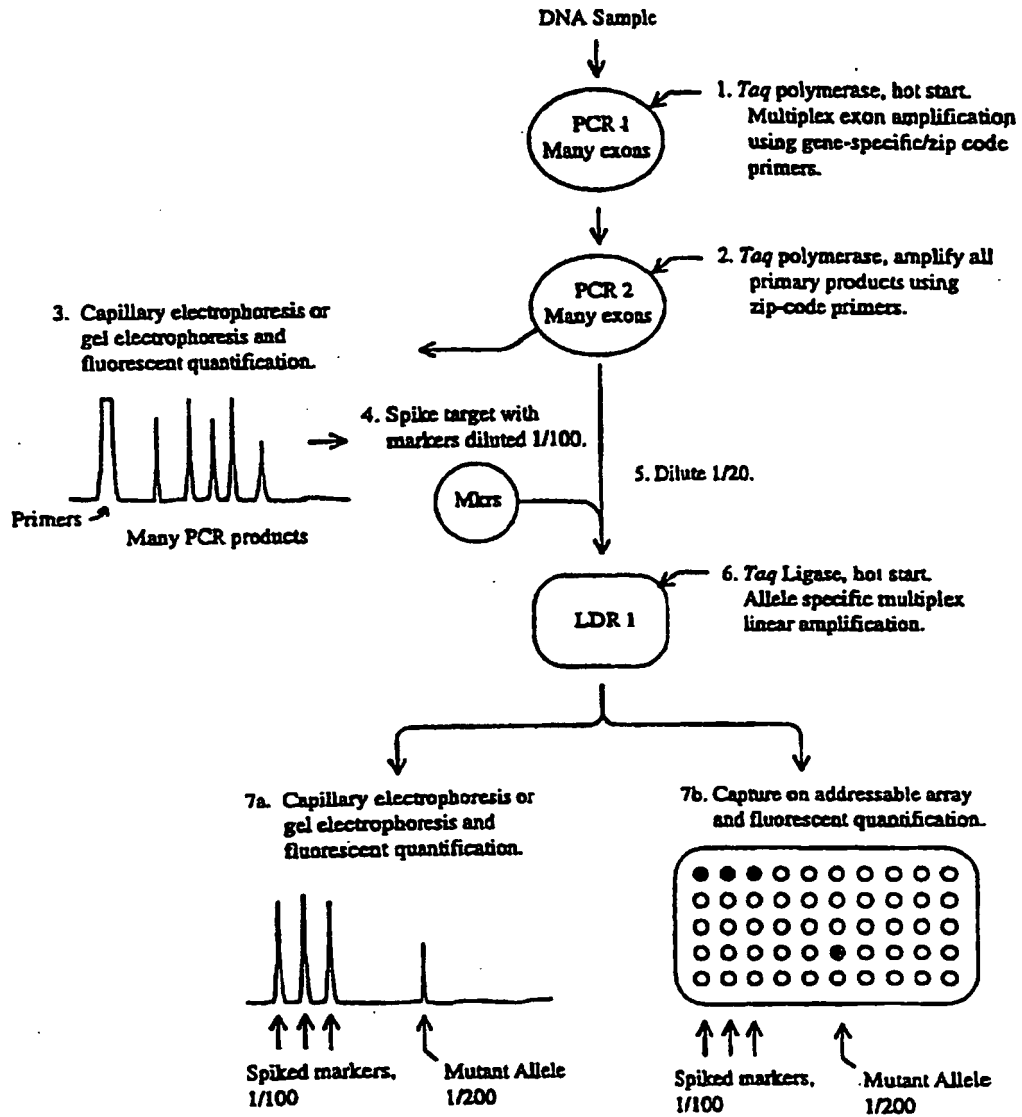 DNA Sample
PCR 1
Many exons
1. Taq polymerase, hot start.
Multiplex exon amplification
using gene-specific/zip code
primers.
PCR 2
Many exons
2. Taq polymerase, amplify all
primary products using
zip-code primers.
3. Capillary electrophoresis or
gel electrophoresis and
fluorescent quantification.
Primers
Many PCR products
4. Spike target with
markers diluted 1/100.
Mkrs
5. Dilute 1/20.
LDR 1
6. Taq Ligase, hot start.
Allele specific multiplex
linear amplification.
7a. Capillary electrophoresis or
gel electrophoresis and
fluorescent quantification.
Spiked markers,
1/100
Mutant Allele
1/200
7b. Capture on addressable array
and fluorescent quantification.
Spiked markers,
1/100
Mutant Allele
1/200